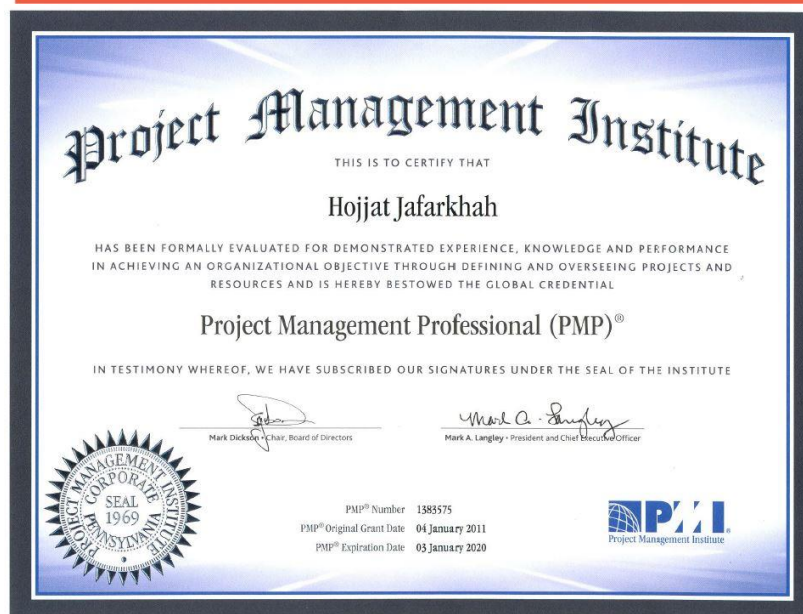 Project Management Institute
THIS IS TO CERTIFY THAT
Hojjat Jafarkhah
HAS BEEN FORMALLY EVALUATED FOR DEMONSTRATED EXPERIENCE, KNOWLEDGE AND PERFORMANCE
IN ACHIEVING AN ORGANIZATIONAL OBJECTIVE THROUGH DEFINING AND OVERSEEING PROJECTS AND
RESOURCES AND IS HEREBY BESTOWED THE GLOBAL CREDENTIAL
Project Management Professional (PMP)®
IN TESTIMONY WHEREOF, WE HAVE SUBSCRIBED OUR SIGNATURES UNDER THE SEAL OF THE INSTITUTE
Mark A. Langley
Mark Dickson • Chair, Board of Directors
Mark A. Langley • President and Chief Executive Officer
PROJECT MANAGEMENT INSTITUTE
PENNSYLVANIA
CORPORATE
SEAL
1969
PMP® Number 1383575
PMP® Original Grant Date 04 January 2011
PMP® Expiration Date 03 January 2020
PMI®
Project Management Institute